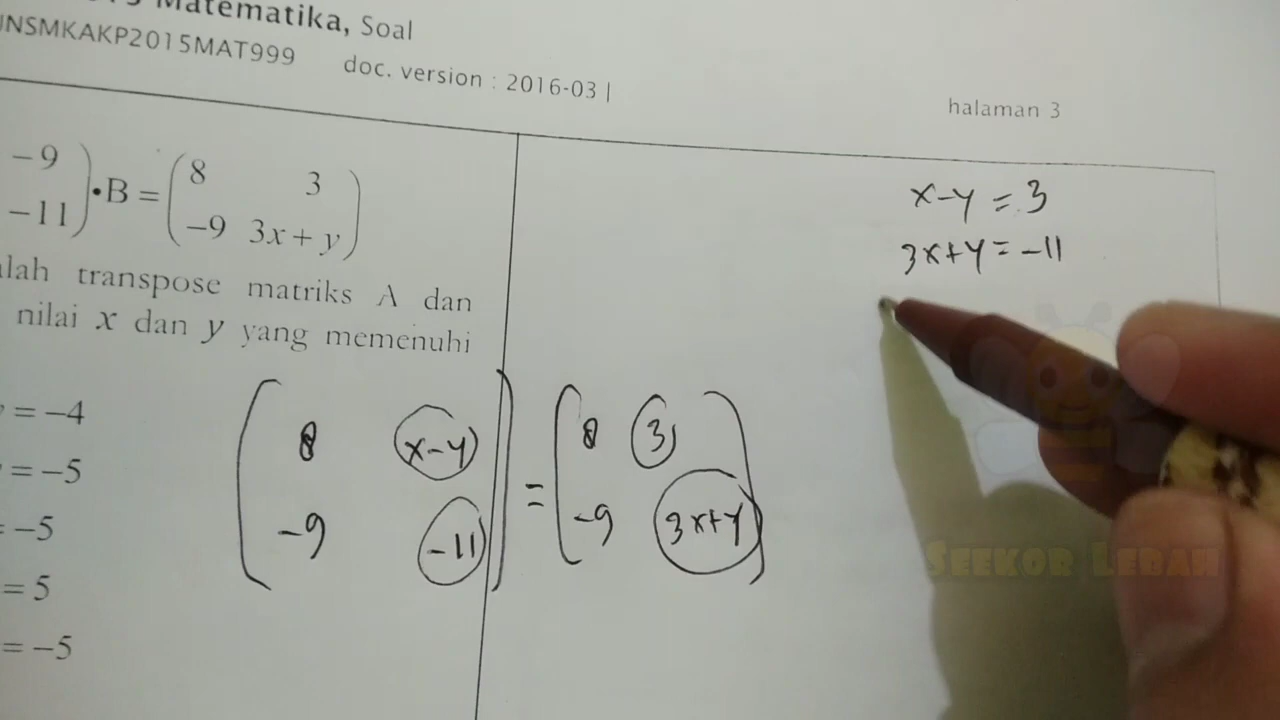 Matematika, Soal
UNSMKAKP2015MAT999 doc. version : 2016-03 |
halaman 3
-9
-11 ) • B = ( 8 3
-9 3x + y )
transpose matriks A dan
nilai x dan y yang memenuhi
= -4
= -5
= -5
= 5
= -5
( 8 x-y
-9 -11 ) = ( 8 3
-9 3x+y )
x-y = 3
3x+y = -11
SEEKOR LEBAH